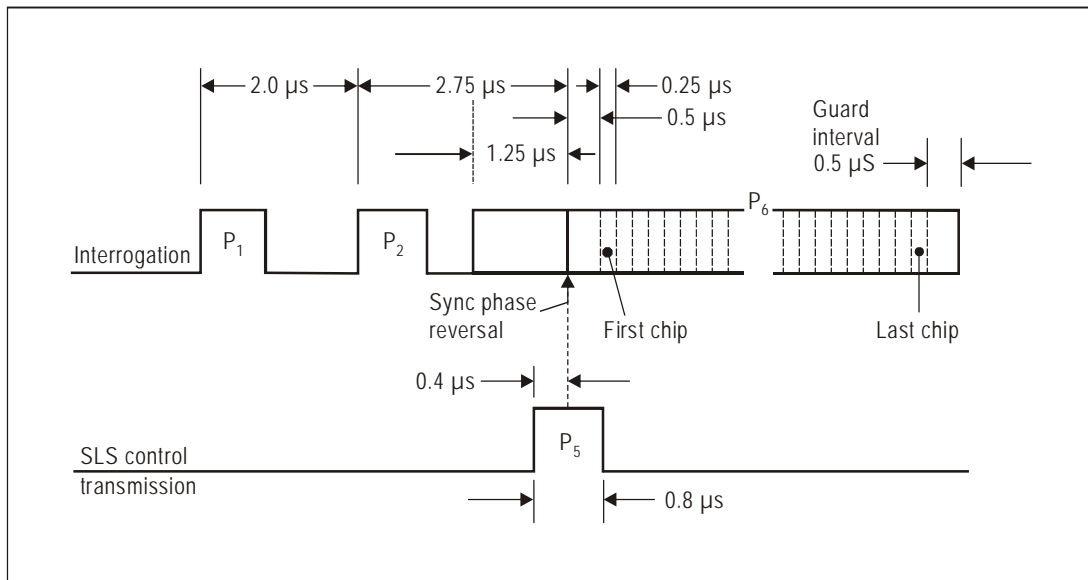 2.0 µs
2.75 µs
0.25 µs
0.5 µs
1.25 µs
Guard
interval
0.5 µS
P6
Interrogation
P1
P2
Sync phase
reversal
First chip
Last chip
0.4 µs
SLS control
transmission
P5
0.8 µs